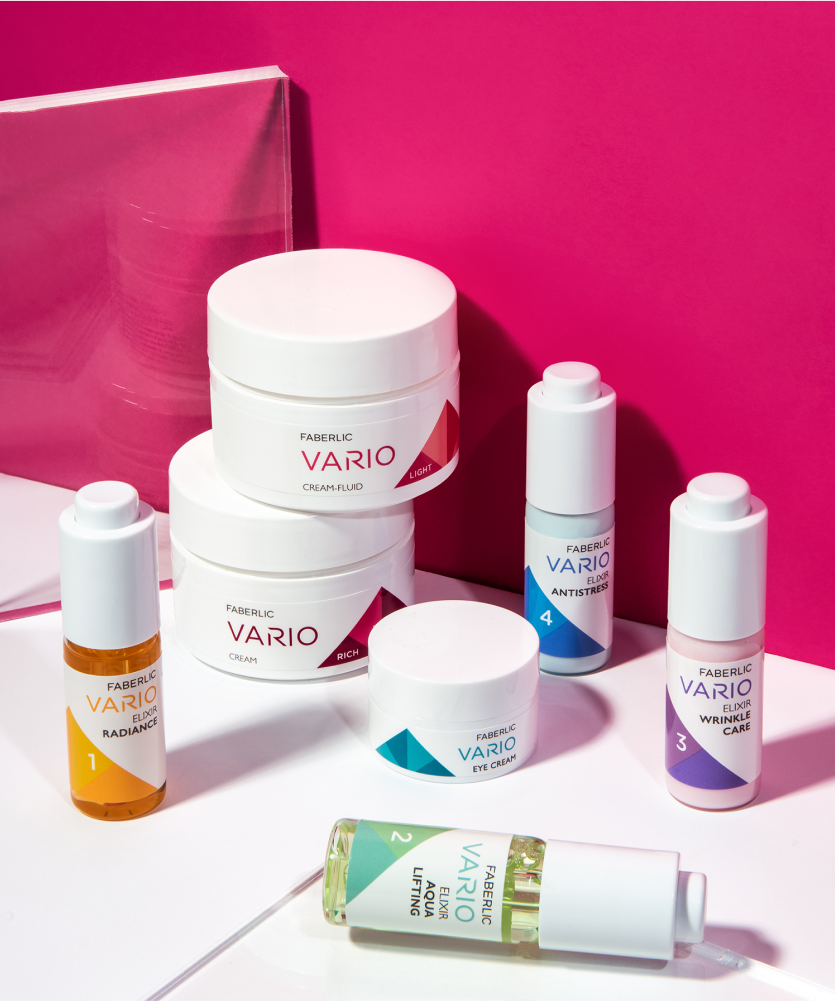 FABERLIC
VARIO
CREAM-FLUID
LIGHT
FABERLIC
VARIO
CREAM
RICH
FABERLIC
VARIO
ELIXIR
ANTISTRESS
4
FABERLIC
VARIO
ELIXIR
RADIANCE
1
FABERLIC
VARIO
EYE CREAM
FABERLIC
VARIO
ELIXIR
WRINKLE
CARE
3
FABERLIC
VARIO
ELIXIR
AQUA
LIFTING
2